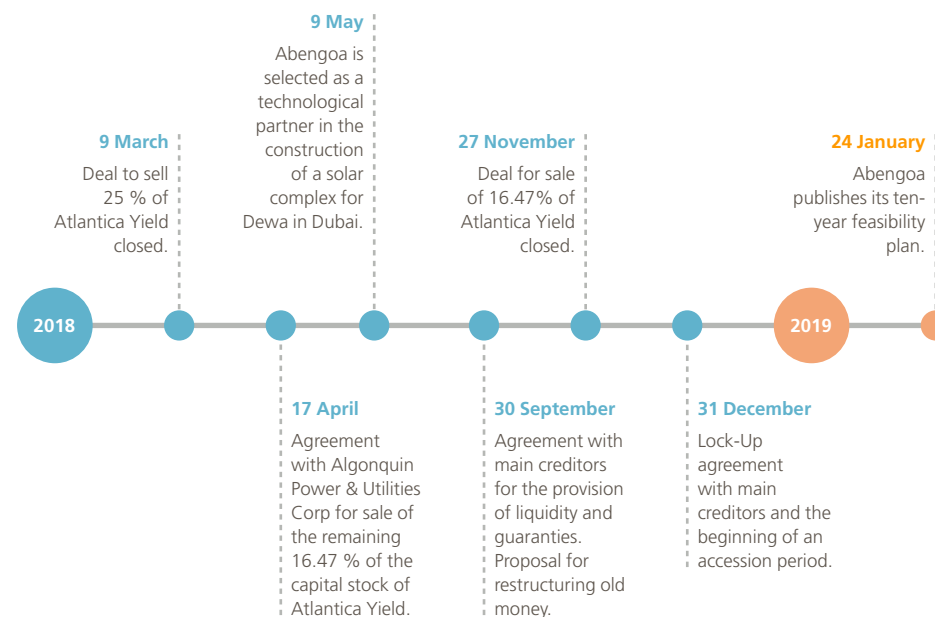 9 May
Abengoa is
selected as a
technological
partner in the
construction
of a solar
complex for
Dewa in Dubai.
9 March
Deal to sell
25 % of
Atlantica Yield
closed.
27 November
Deal for sale
of 16.47% of
Atlantica Yield
closed.
24 January
Abengoa
publishes its ten-
year feasibility
plan.
2018
2019
17 April
Agreement
with Algonquin
Power & Utilities
Corp for sale of
the remaining
16.47 % of the
capital stock of
Atlantica Yield.
30 September
Agreement with
main creditors
for the provision
of liquidity and
guaranties.
Proposal for
restructuring old
money.
31 December
Lock-Up
agreement
with main
creditors and the
beginning of an
accession period.